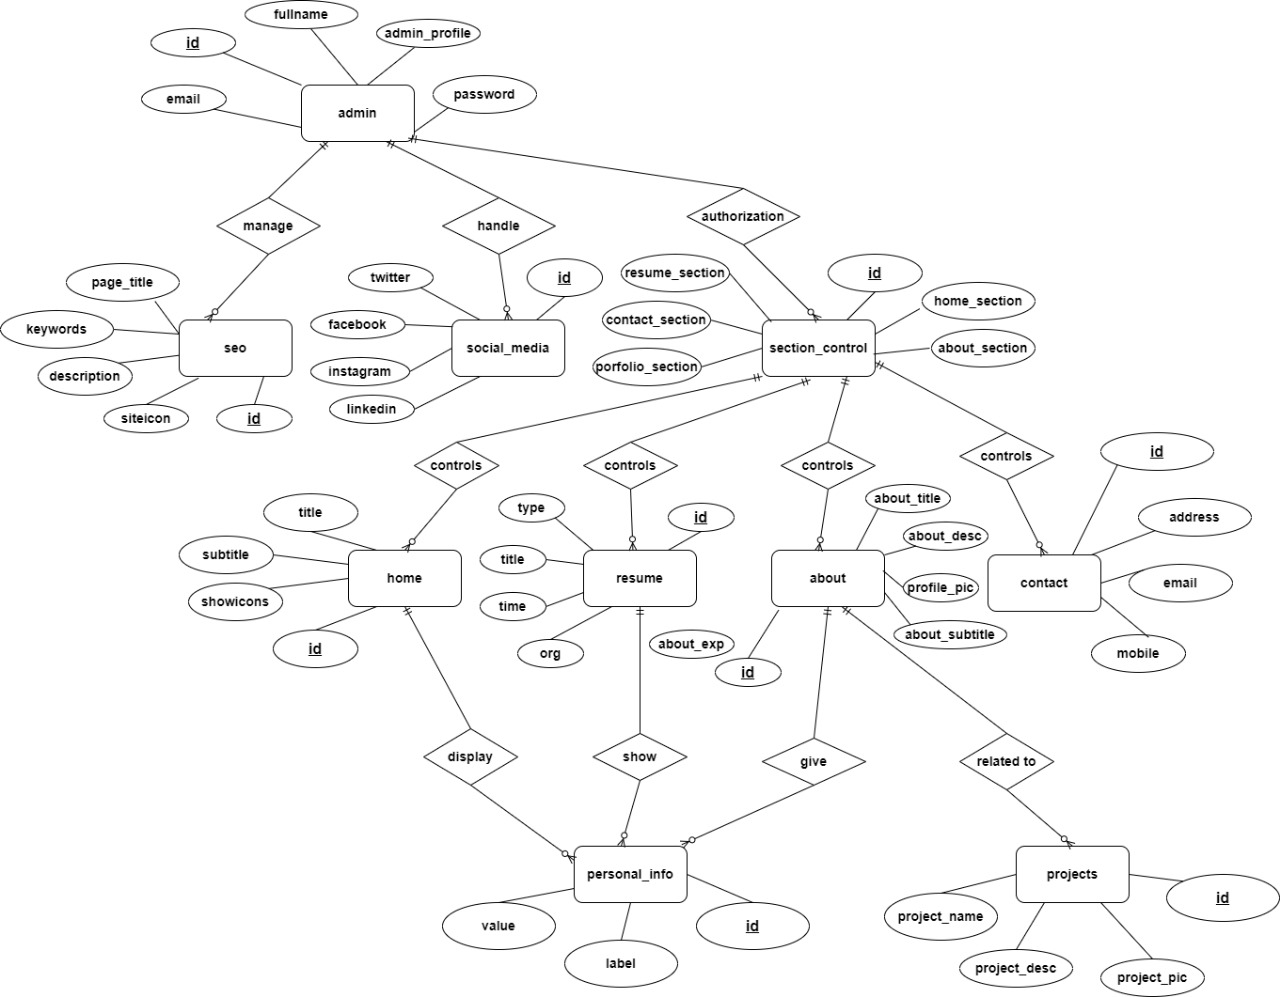 fullname
admin_profile
id
email
password
admin
manage
handle
authorization
page_title
keywords
description
siteicon
id
seo
twitter
facebook
instagram
linkedin
id
social_media
resume_section
contact_section
porfolio_section
id
home_section
about_section
section_control
controls
controls
controls
controls
title
subtitle
showicons
id
home
type
title
time
org
id
resume
about_exp
about_title
about_desc
profile_pic
about_subtitle
id
about
id
address
email
mobile
contact
display
show
give
related to
personal_info
value
label
id
projects
project_name
project_desc
project_pic
id